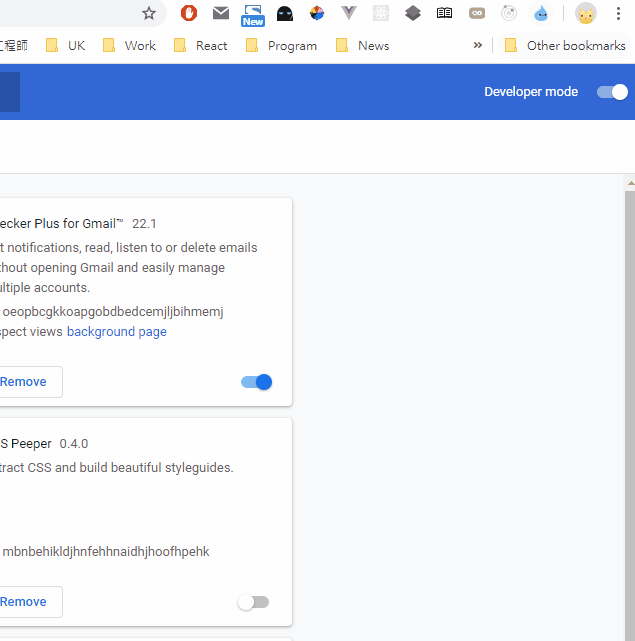 New
工程師 UK Work React Program News » Other bookmarks
Developer mode
ecker Plus for Gmail™ 22.1
t notifications, read, listen to or delete emails
thout opening Gmail and easily manage
ultiple accounts.
oeopbcgkkoapgobdbedcemjljbihmemj
spect views background page
Remove
S Peeper 0.4.0
tract CSS and build beautiful styleguides.
mbnbehikldjhnfehhnaidhjhoofhpehk
Remove